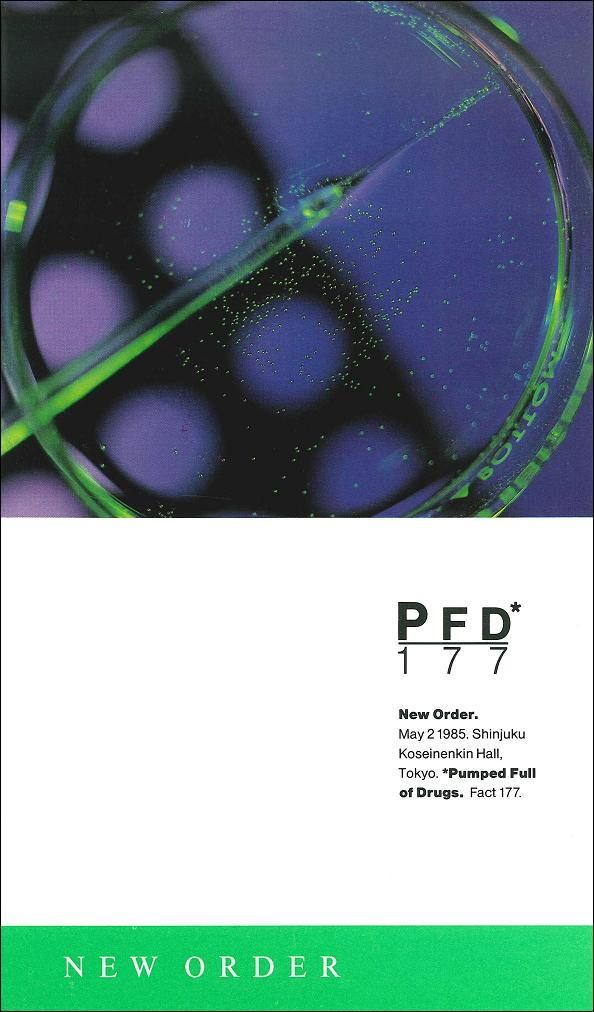 BOTTOM
PFD*
177
New Order.
May 2 1985. Shinjuku
Koseinenkin Hall,
Tokyo. *Pumped Full
of Drugs. Fact 177.
NEW ORDER